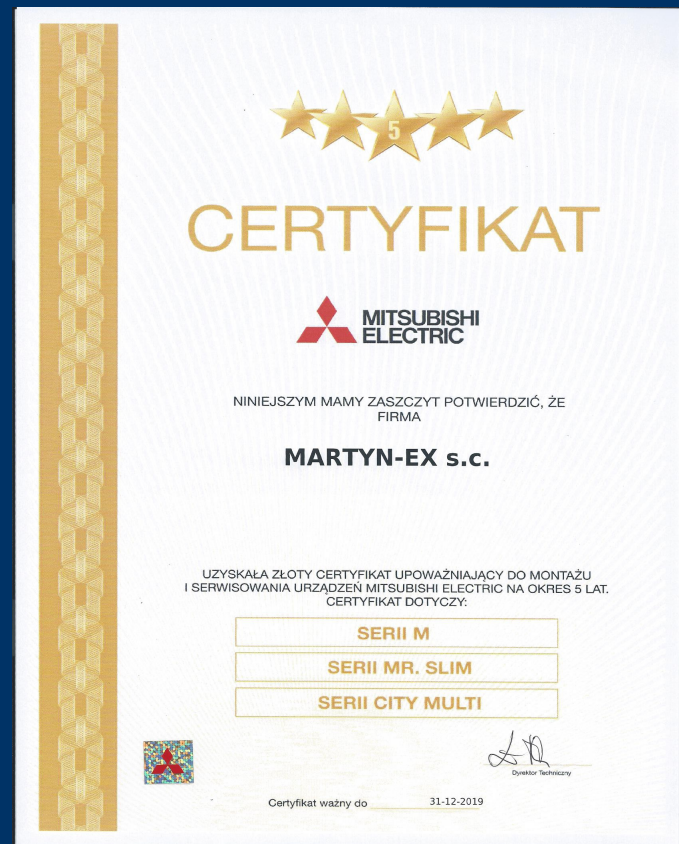 5
CERTYFIKAT
MITSUBISHI
ELECTRIC
NINIEJSZYM MAMY ZASZCZYT POTWIERDZIĆ, ŻE
FIRMA
MARTYN-EX s.c.
UZYSKAŁA ZŁOTY CERTYFIKAT UPOWAŻNIAJĄCY DO MONTAŻU
I SERWISOWANIA URZĄDZEŃ MITSUBISHI ELECTRIC NA OKRES 5 LAT.
CERTYFIKAT DOTYCZY:
SERII M
SERII MR. SLIM
SERII CITY MULTI
Dyrektor Techniczny
Certyfikat ważny do 31-12-2019